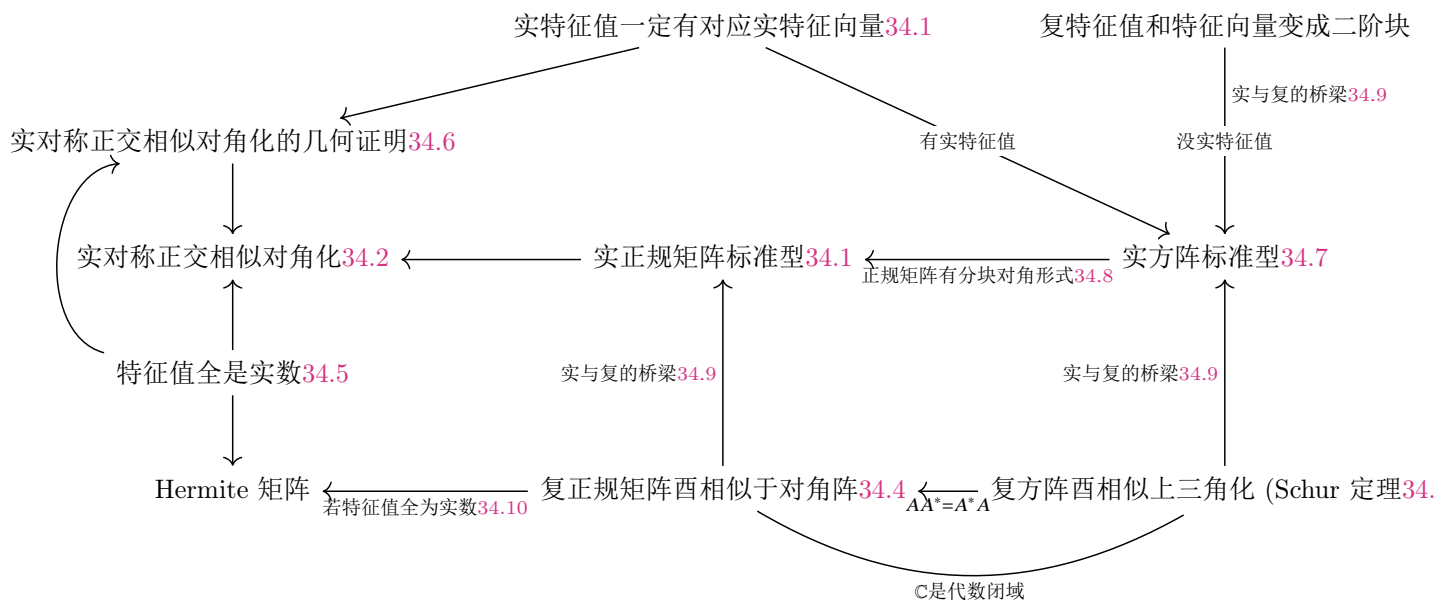 实特征值一定有对应实特征向量34.1
复特征值和特征向量变成二阶块
实与复的桥梁34.9
实对称正交相似对角化的几何证明34.6
有实特征值
没实特征值
实对称正交相似对角化34.2
实正规矩阵标准型34.1
正规矩阵有分块对角形式34.8
实方阵标准型34.7
特征值全是实数34.5
实与复的桥梁34.9
实与复的桥梁34.9
Hermite 矩阵
若特征值全为实数34.10
复正规矩阵酉相似于对角阵34.4
AA*=A*A
复方阵酉相似上三角化 (Schur 定理34.
ℂ是代数闭域